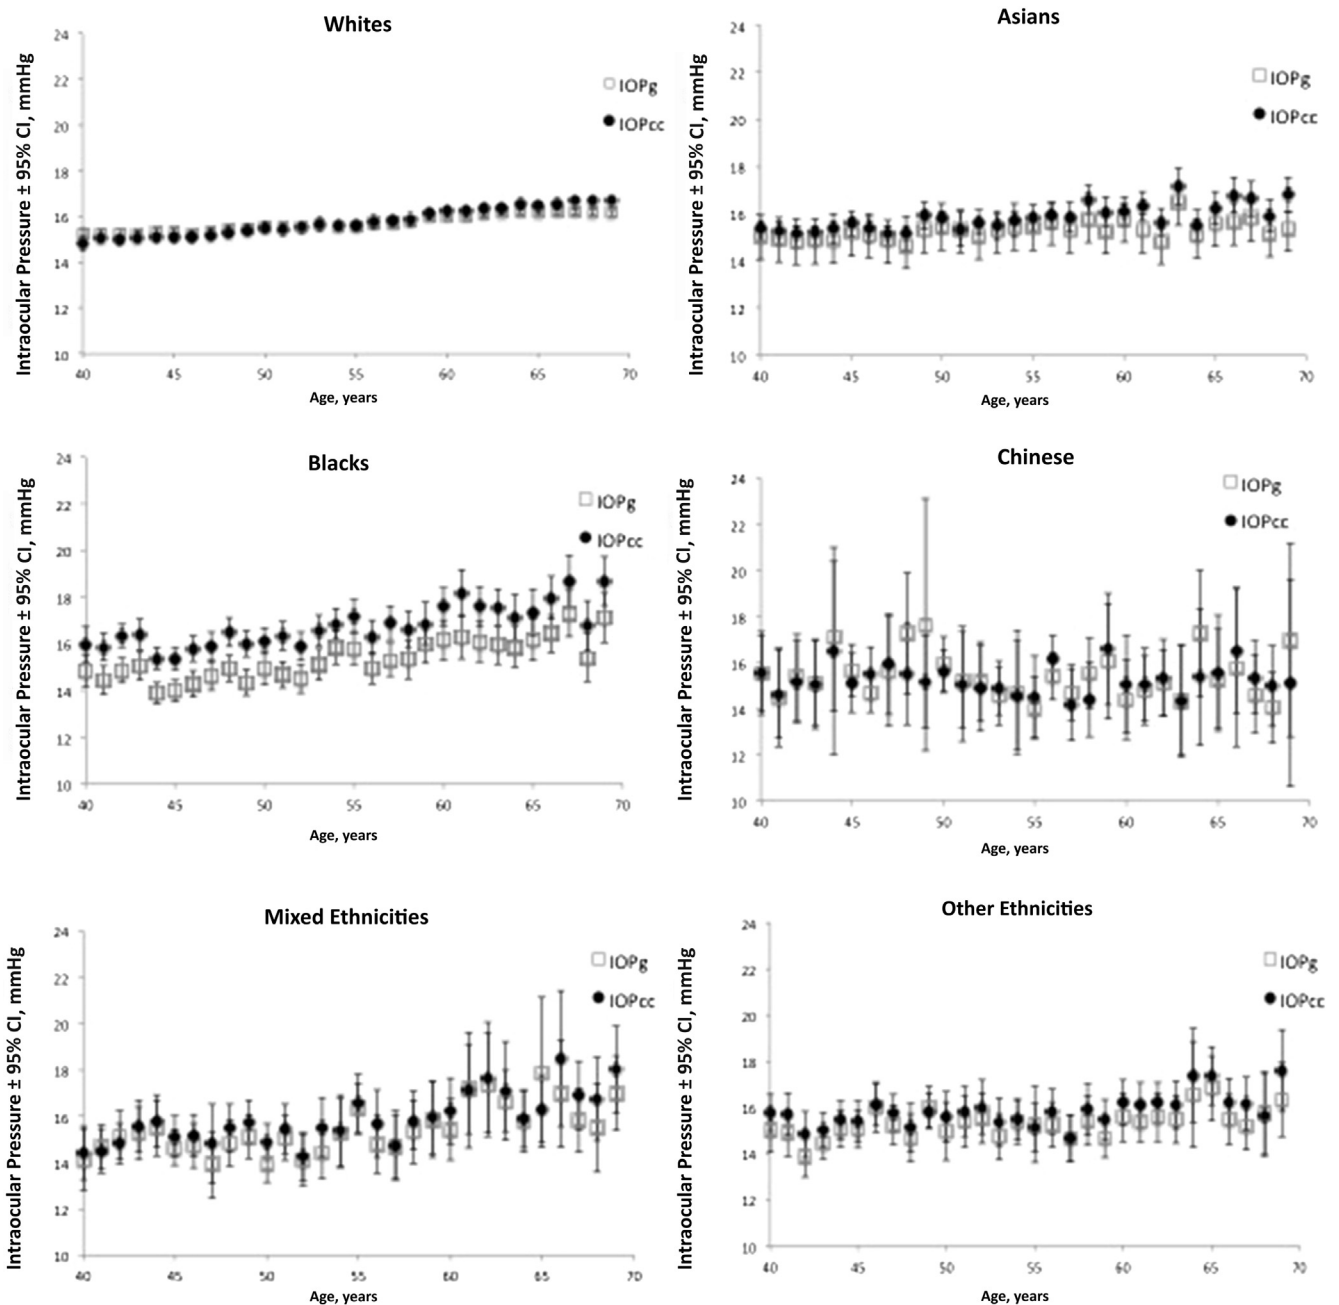 Whites
Intraocular Pressure ± 95% CI, mmHg
24
22
20
18
16
14
12
10
IOPg
IOPcc
40 45 50 55 60 65 70
Age, years
Asians
Intraocular Pressure ± 95% CI, mmHg
24
22
20
18
16
14
12
10
IOPg
IOPcc
40 45 50 55 60 65 70
Age, years
Blacks
Intraocular Pressure ± 95% CI, mmHg
24
22
20
18
16
14
12
10
IOPg
IOPcc
40 45 50 55 60 65 70
Age, years
Chinese
Intraocular Pressure ± 95% CI, mmHg
24
22
20
18
16
14
12
10
IOPg
IOPcc
40 45 50 55 60 65 70
Age, years
Mixed Ethnicities
Intraocular Pressure ± 95% CI, mmHg
24
22
20
18
16
14
12
10
IOPg
IOPcc
40 45 50 55 60 65 70
Age, years
Other Ethnicities
Intraocular Pressure ± 95% CI, mmHg
24
22
20
18
16
14
12
10
IOPg
IOPcc
40 45 50 55 60 65 70
Age, years